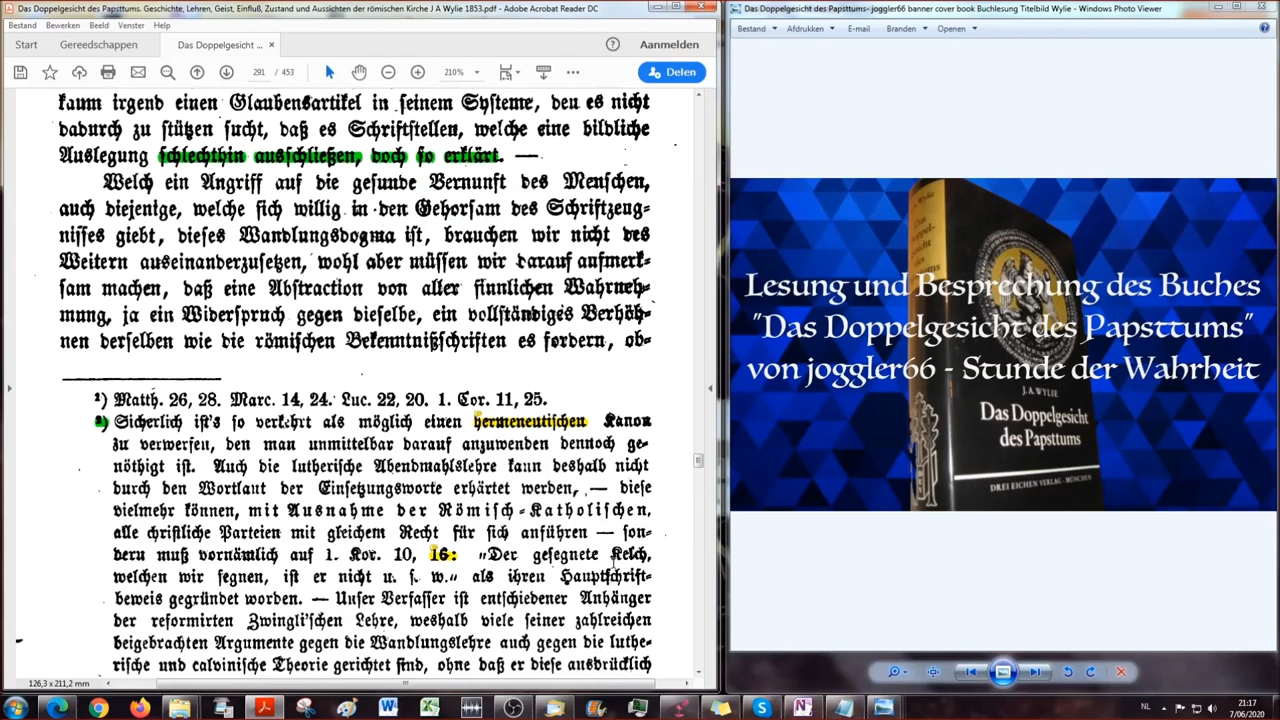 Das Doppelgesicht des Papsttums. Geschichte, Lehren, Geist, Einfluß, Zustand und Aussichten der römischen Kirche J A Wylie 1853.pdf - Adobe Acrobat Reader DC
Bestand Bewerken Beeld Venster Help
Start Gereedschappen Das Doppelgesicht ... × Aanmelden
291 / 453 210% Delen
kaum irgend einen Glaubensartikel in seinem Systeme, den es nicht
dadurch zu stützen sucht, daß es Schriftstellen, welche eine bildliche
Auslegung schlechthin ausschließen, doch so erklärt. —
Welch ein Angriff auf die gesunde Vernunft des Menschen,
auch diejenige, welche sich willig in den Gehorsam des Schriftzeug-
nisses giebt, dieses Wandlungsdogma ist, brauchen wir nicht des
Weitern auseinanderzusetzen, wohl aber müssen wir darauf aufmerk-
sam machen, daß eine Abstraction von aller sinnlichen Wahrneh-
mung, ja ein Widerspruch gegen dieselbe, ein vollständiges Verhöh-
nen derselben wie die römischen Bekenntnißschriften es fordern, ob-
¹) Matth. 26, 28. Marc. 14, 24. Luc. 22, 20. 1. Cor. 11, 25.
²) Sicherlich ist's so verkehrt als möglich einen hermeneutischen Kanon
zu verwerfen, den man unmittelbar darauf anzuwenden dennoch ge-
nöthigt ist. Auch die lutherische Abendmahlslehre kann deshalb nicht
durch den Wortlaut der Einsetzungsworte erhärtet werden, — diese
vielmehr können, mit Ausnahme der Römisch-Katholischen,
alle christliche Parteien mit gleichem Recht für sich anführen — son-
dern muß vornämlich auf 1. Kor. 10, 16: „Der gesegnete Kelch,
welchen wir segnen, ist er nicht u. s. w.“ als ihren Hauptschrift-
beweis gegründet worden. — Unser Verfasser ist entschiedener Anhänger
der reformirten Zwingli'schen Lehre, weshalb viele seiner zahlreichen
beigebrachten Argumente gegen die Wandlungslehre auch gegen die luthe-
rische und calvinische Theorie gerichtet sind, ohne daß er diese ausdrücklich
126,3 x 211,2 mm
Das Doppelgesicht des Papsttums- joggler66 banner cover book Buchlesung Titelbild Wylie - Windows Photo Viewer
Bestand Afdrukken E-mail Branden Openen
Lesung und Besprechung des Buches
"Das Doppelgesicht des Papsttums"
von joggler66 - Stunde der Wahrheit
J. A. WYLIE
Das Doppelgesicht
des Papsttums
DREI EICHEN VERLAG · MÜNCHEN
NL 21:17
7/06/2020